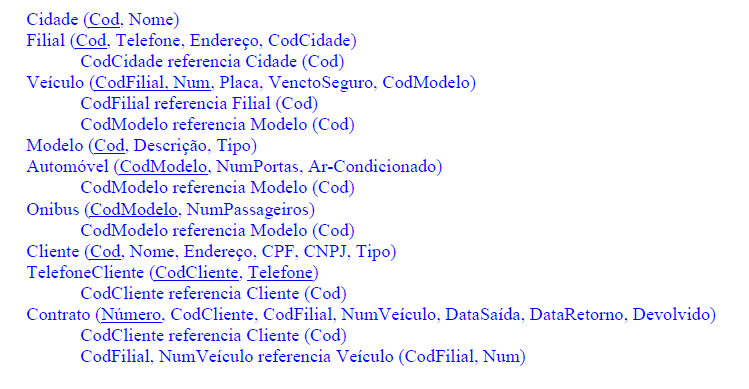 Cidade (Cod, Nome)
Filial (Cod, Telefone, Endereço, CodCidade)
CodCidade referencia Cidade (Cod)
Veículo (CodFilial, Num, Placa, VenctoSeguro, CodModelo)
CodFilial referencia Filial (Cod)
CodModelo referencia Modelo (Cod)
Modelo (Cod, Descrição, Tipo)
Automóvel (CodModelo, NumPortas, Ar-Condicionado)
CodModelo referencia Modelo (Cod)
Onibus (CodModelo, NumPassageiros)
CodModelo referencia Modelo (Cod)
Cliente (Cod, Nome, Endereço, CPF, CNPJ, Tipo)
TelefoneCliente (CodCliente, Telefone)
CodCliente referencia Cliente (Cod)
Contrato (Número, CodCliente, CodFilial, NumVeículo, DataSaída, DataRetorno, Devolvido)
CodCliente referencia Cliente (Cod)
CodFilial, NumVeículo referencia Veículo (CodFilial, Num)